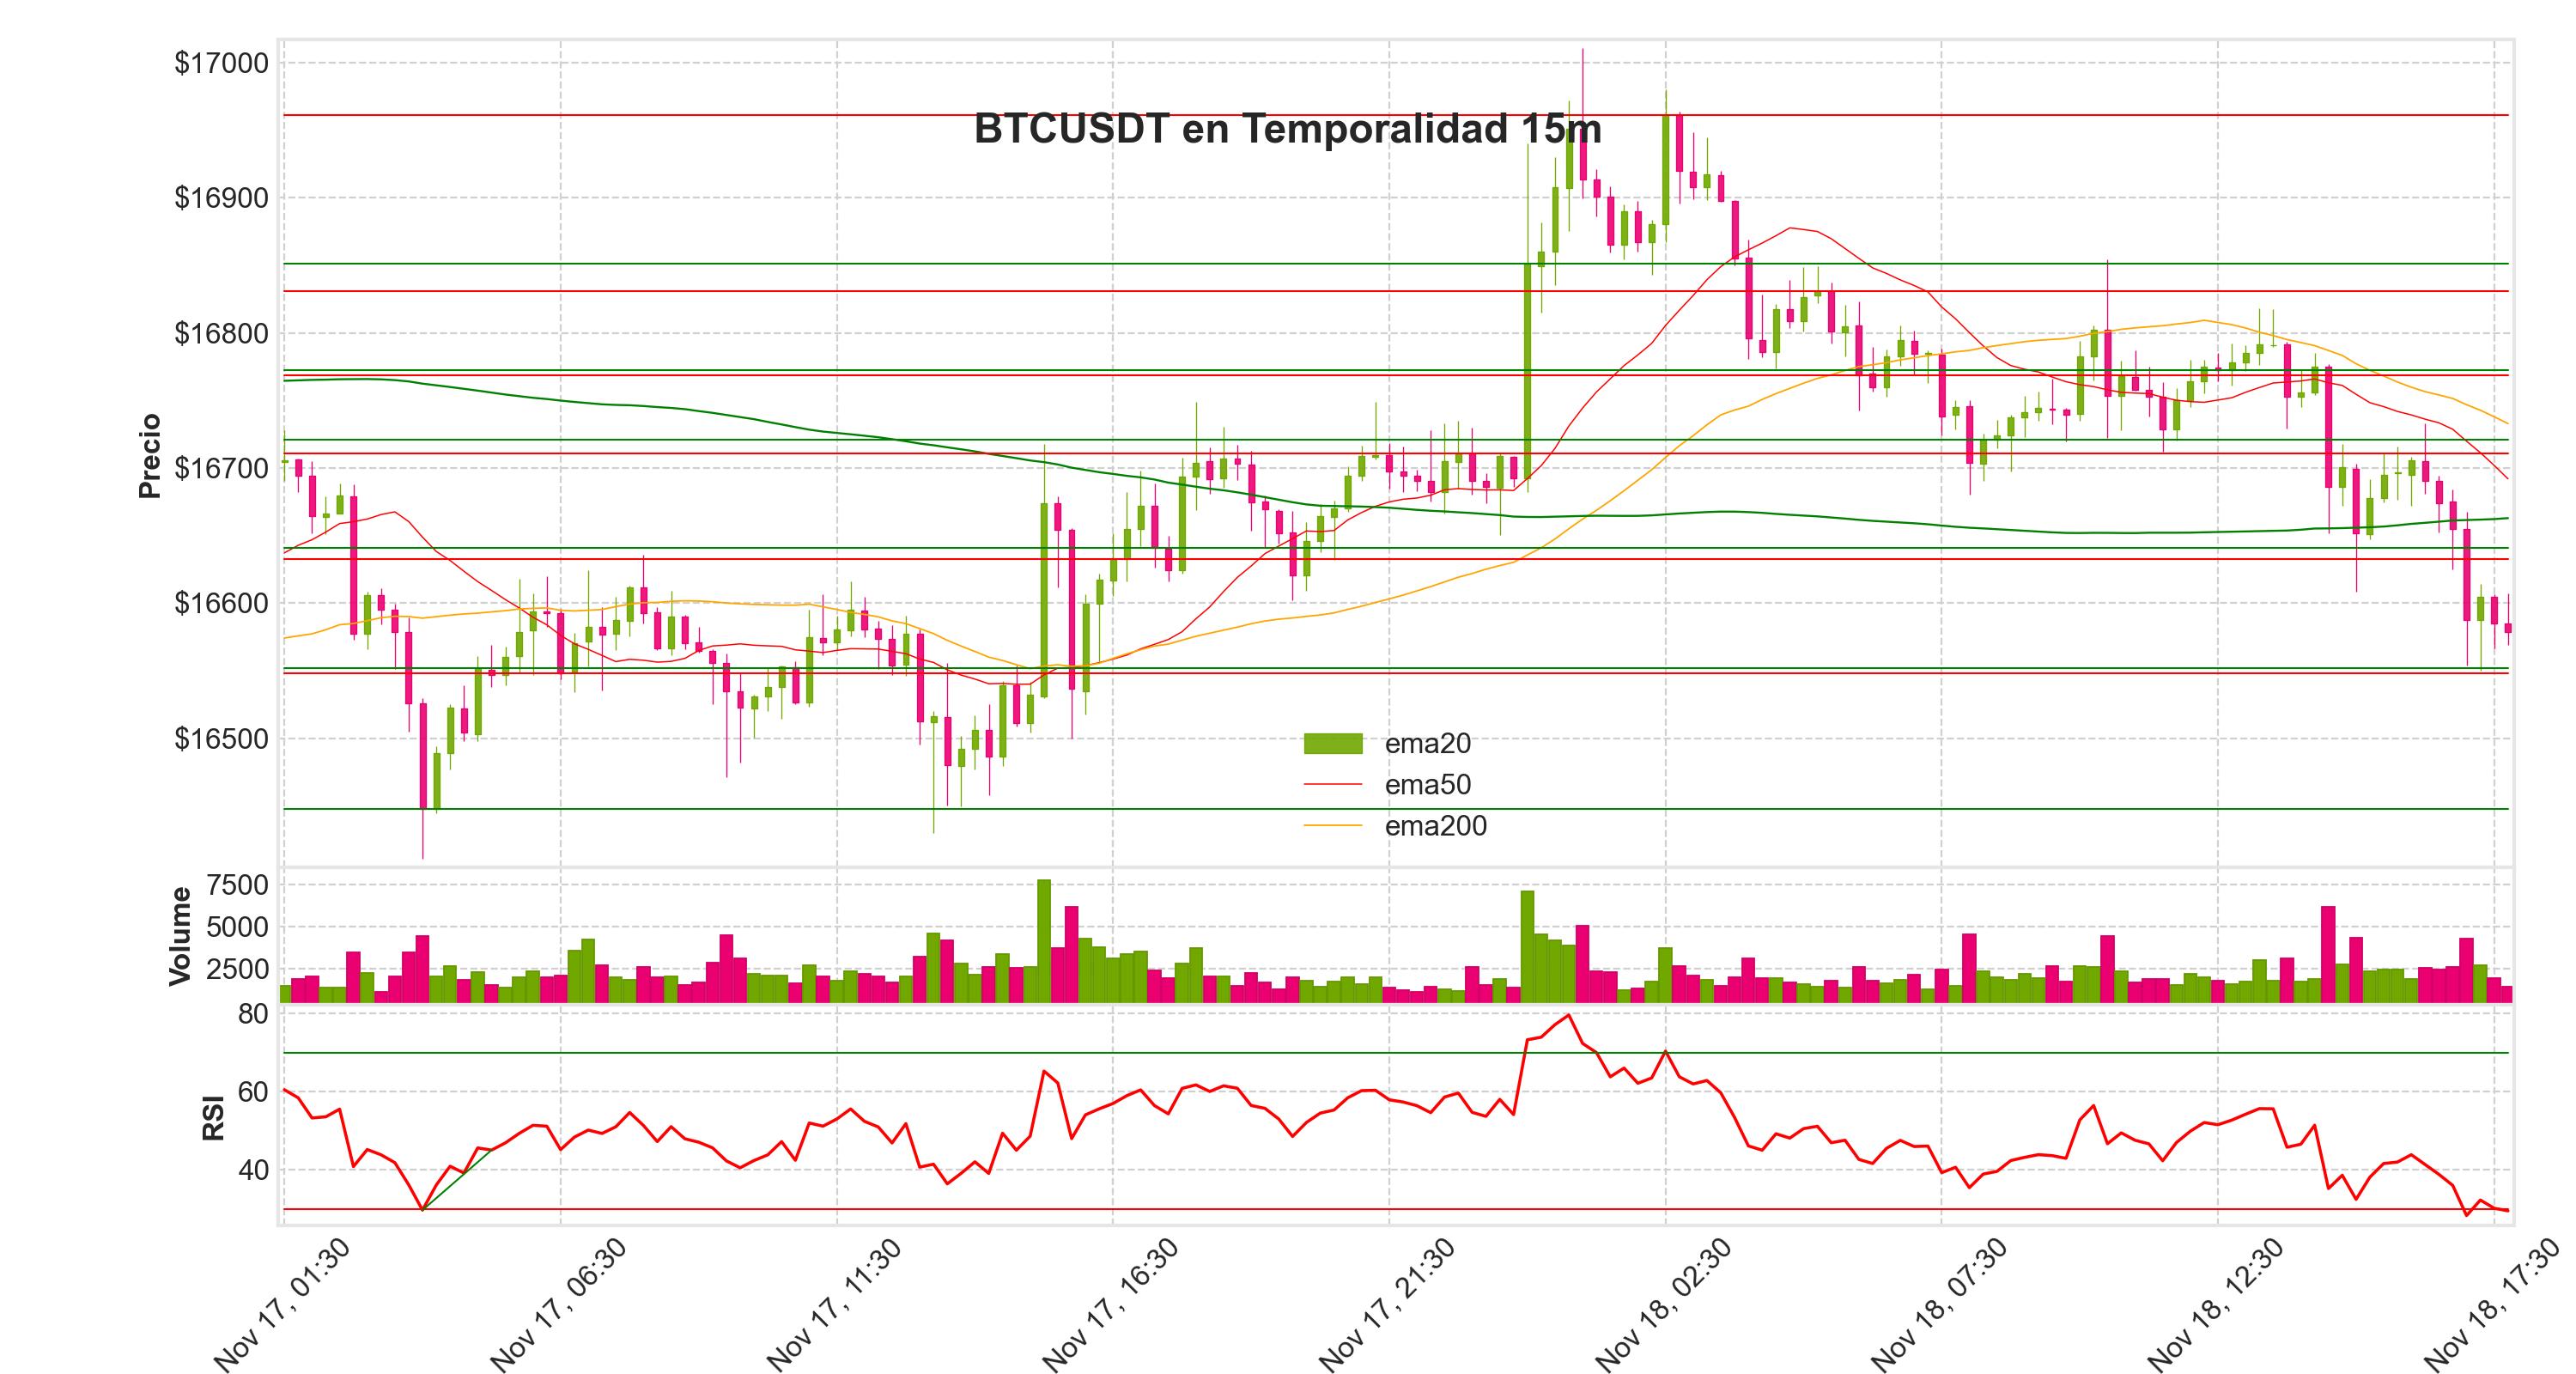 BTCUSDT en Temporalidad 15m
Precio
$17000
$16900
$16800
$16700
$16600
$16500
ema20
ema50
ema200
Volume
7500
5000
2500
RSI
80
60
40
Nov 17, 01:30
Nov 17, 06:30
Nov 17, 11:30
Nov 17, 16:30
Nov 17, 21:30
Nov 18, 02:30
Nov 18, 07:30
Nov 18, 12:30
Nov 18, 17:30